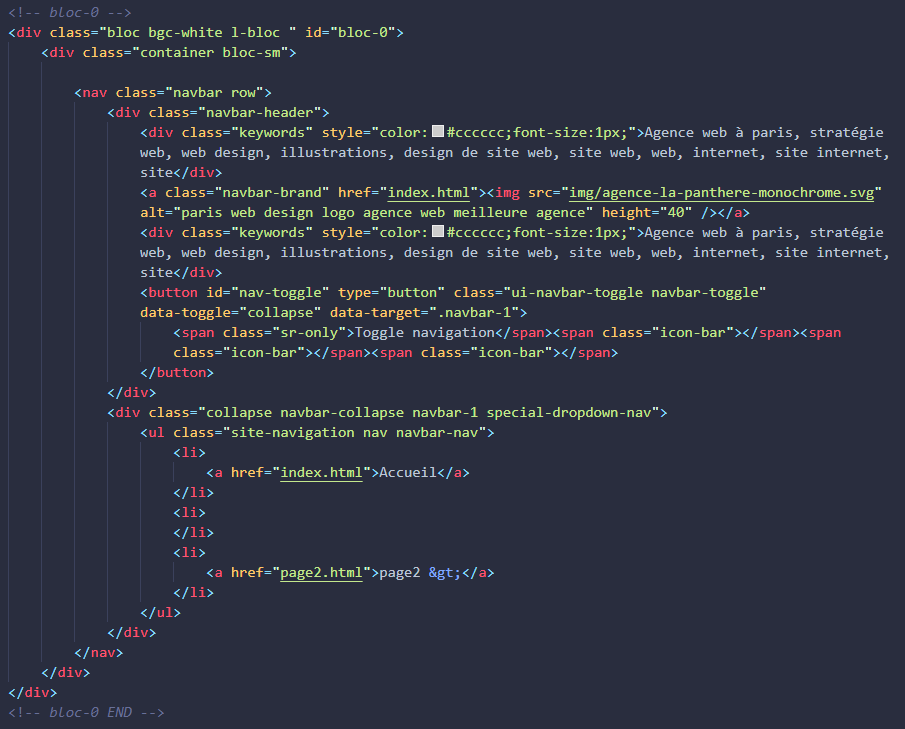 <!-- bloc-0 -->
<div class="bloc bgc-white l-bloc " id="bloc-0">
<div class="container bloc-sm">
<nav class="navbar row">
<div class="navbar-header">
<div class="keywords" style="color:#cccccc;font-size:1px;">Agence web à paris, stratégie
web, web design, illustrations, design de site web, site web, web, internet, site internet,
site</div>
<a class="navbar-brand" href="index.html"><img src="img/agence-la-panthere-monochrome.svg"
alt="paris web design logo agence web meilleure agence" height="40" /></a>
<div class="keywords" style="color:#cccccc;font-size:1px;">Agence web à paris, stratégie
web, web design, illustrations, design de site web, site web, web, internet, site internet,
site</div>
<button id="nav-toggle" type="button" class="ui-navbar-toggle navbar-toggle"
data-toggle="collapse" data-target=".navbar-1">
<span class="sr-only">Toggle navigation</span><span class="icon-bar"></span><span
class="icon-bar"></span><span class="icon-bar"></span>
</button>
</div>
<div class="collapse navbar-collapse navbar-1 special-dropdown-nav">
<ul class="site-navigation nav navbar-nav">
<li>
<a href="index.html">Accueil</a>
</li>
<li>
</li>
<li>
<a href="page2.html">page2 &gt;</a>
</li>
</ul>
</div>
</nav>
</div>
</div>
<!-- bloc-0 END -->